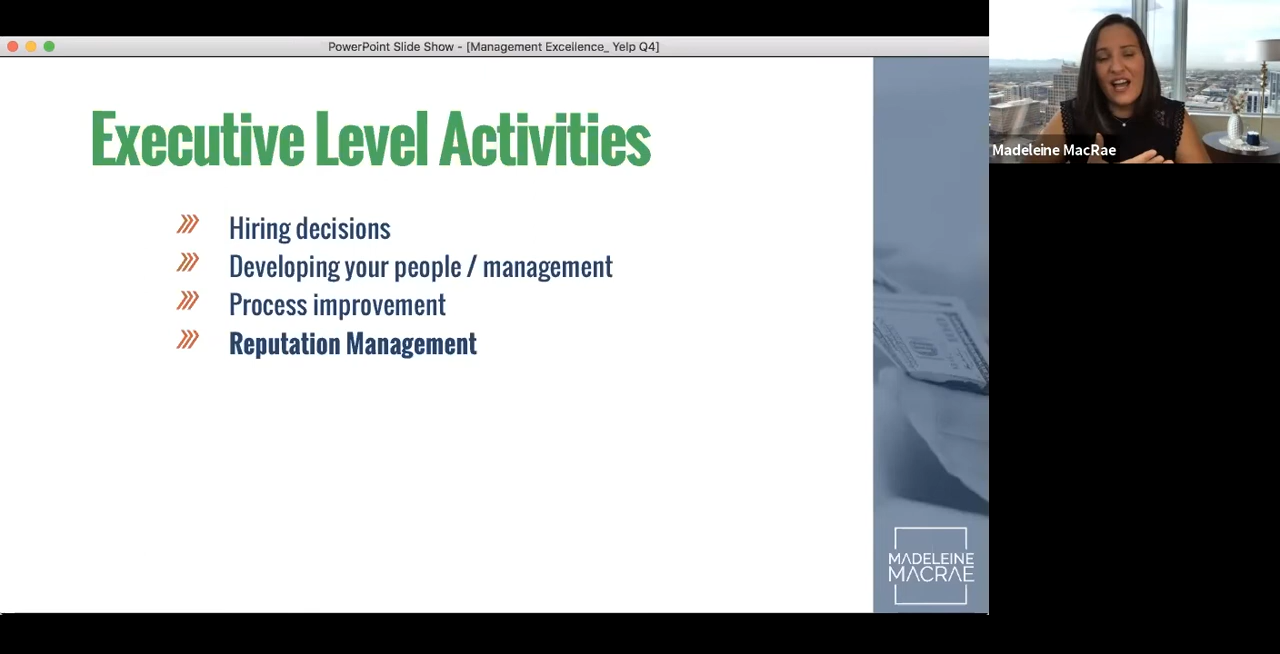 PowerPoint Slide Show - [Management Excellence_ Yelp Q4]
Executive Level Activities
Hiring decisions
Developing your people / management
Process improvement
Reputation Management
Madeleine MacRae
MADELEINE
MACRAE